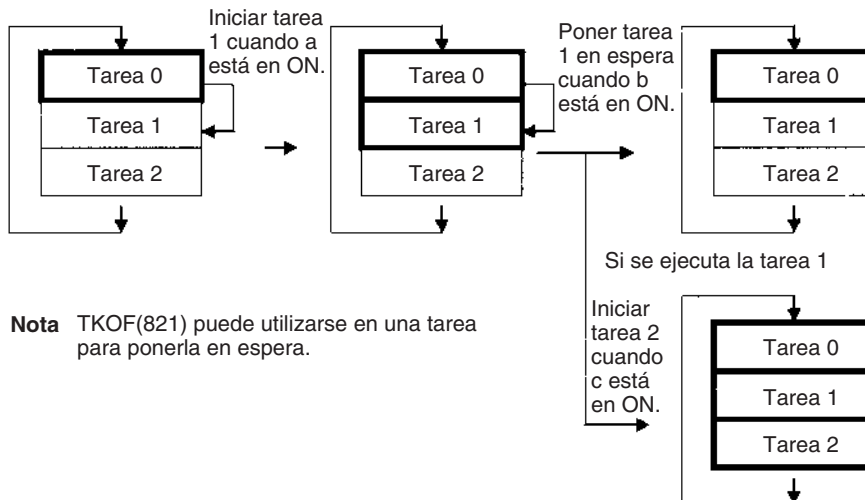 Iniciar tarea
1 cuando a
está en ON.
Tarea 0
Tarea 1
Tarea 2
Tarea 0
Tarea 1
Tarea 2
Poner tarea
1 en espera
cuando b
está en ON.
Tarea 0
Tarea 1
Tarea 2
Si se ejecuta la tarea 1
Nota TKOF(821) puede utilizarse en una tarea
para ponerla en espera.
Iniciar
tarea 2
cuando
c está
en ON.
Tarea 0
Tarea 1
Tarea 2